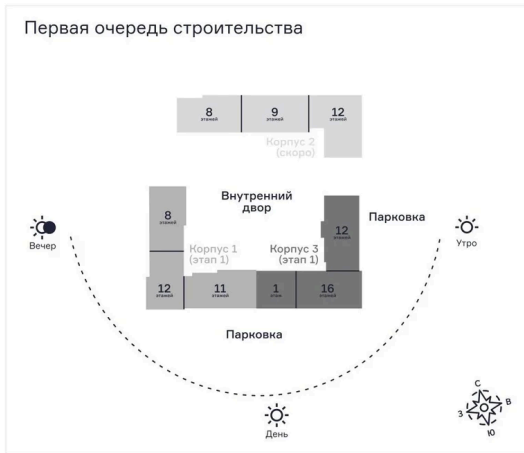 Первая очередь строительства
8
этажей
9
этажей
12
этажей
Корпус 2
(скоро)
8
этажей
Внутренний
двор
12
этажей
Парковка
Вечер
Утро
Корпус 1
(этап 1)
Корпус 3
(этап 1)
12
этажей
11
этажей
1
этаж
16
этажей
Парковка
День
С
В
З
Ю